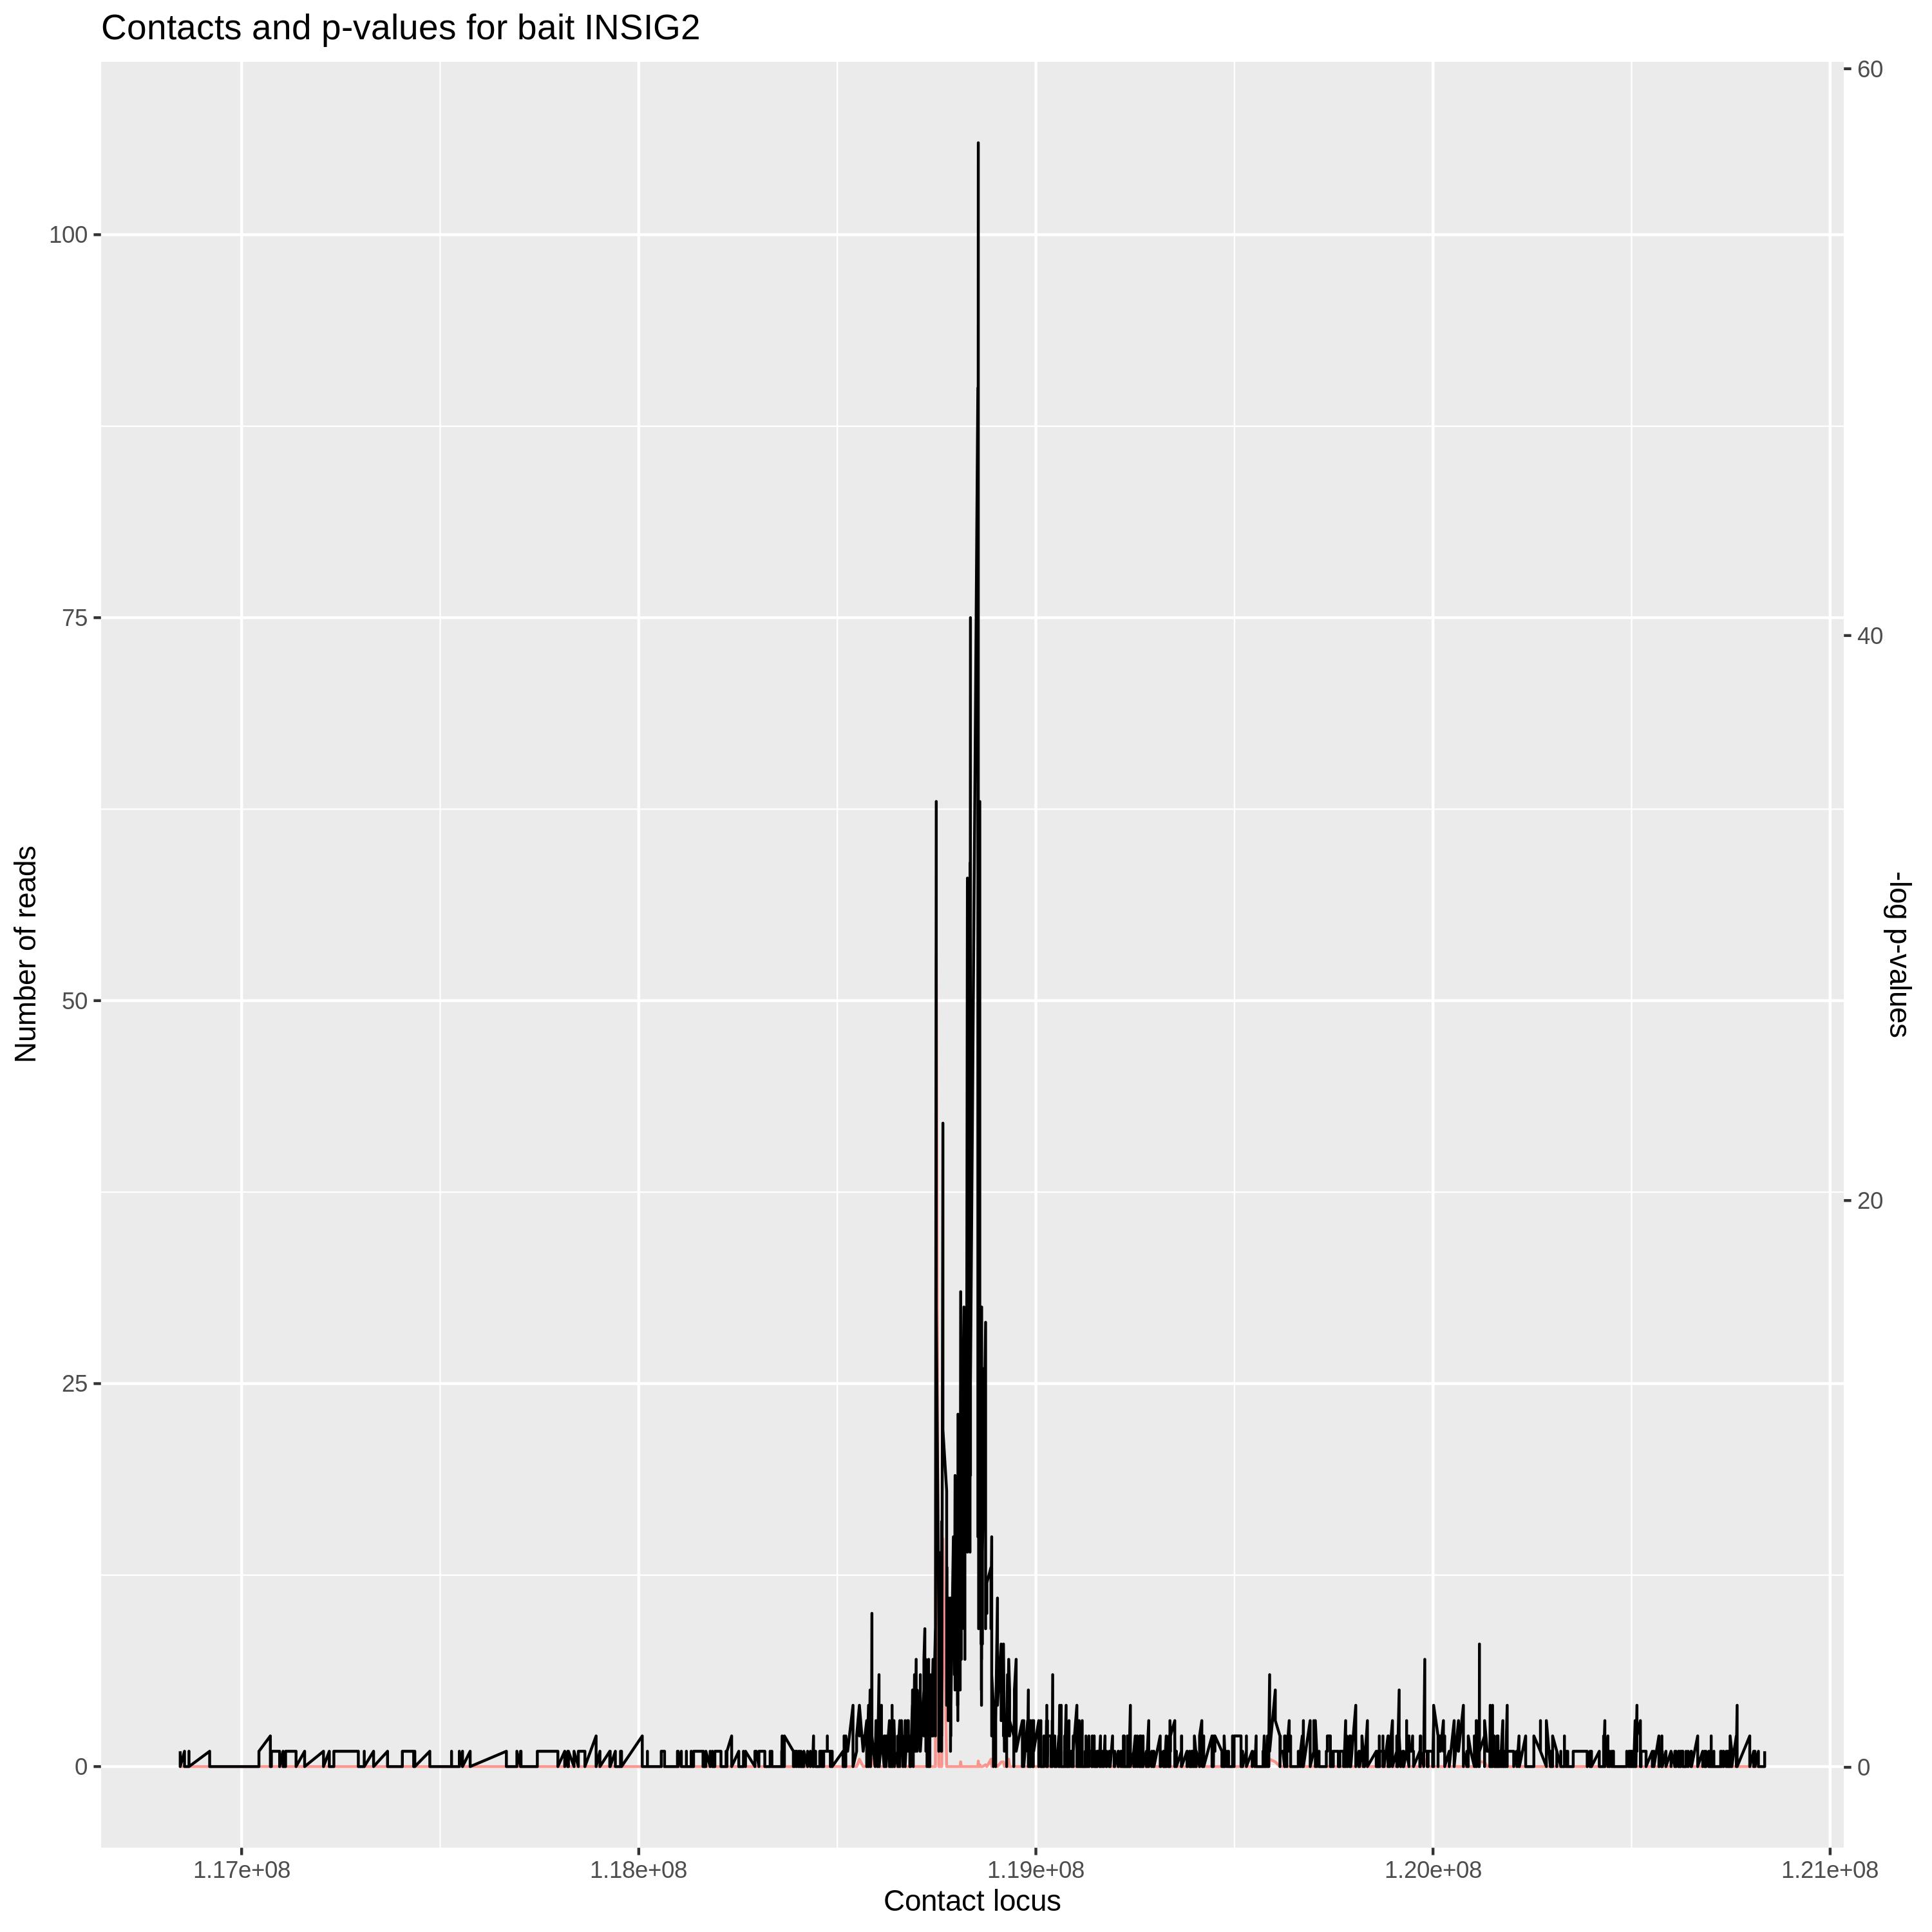 Contacts and p-values for bait INSIG2
60
100
75
40
50
20
25
0
0
Number of reads
-log p-values
1.17e+08
1.18e+08
1.19e+08
1.20e+08
1.21e+08
Contact locus